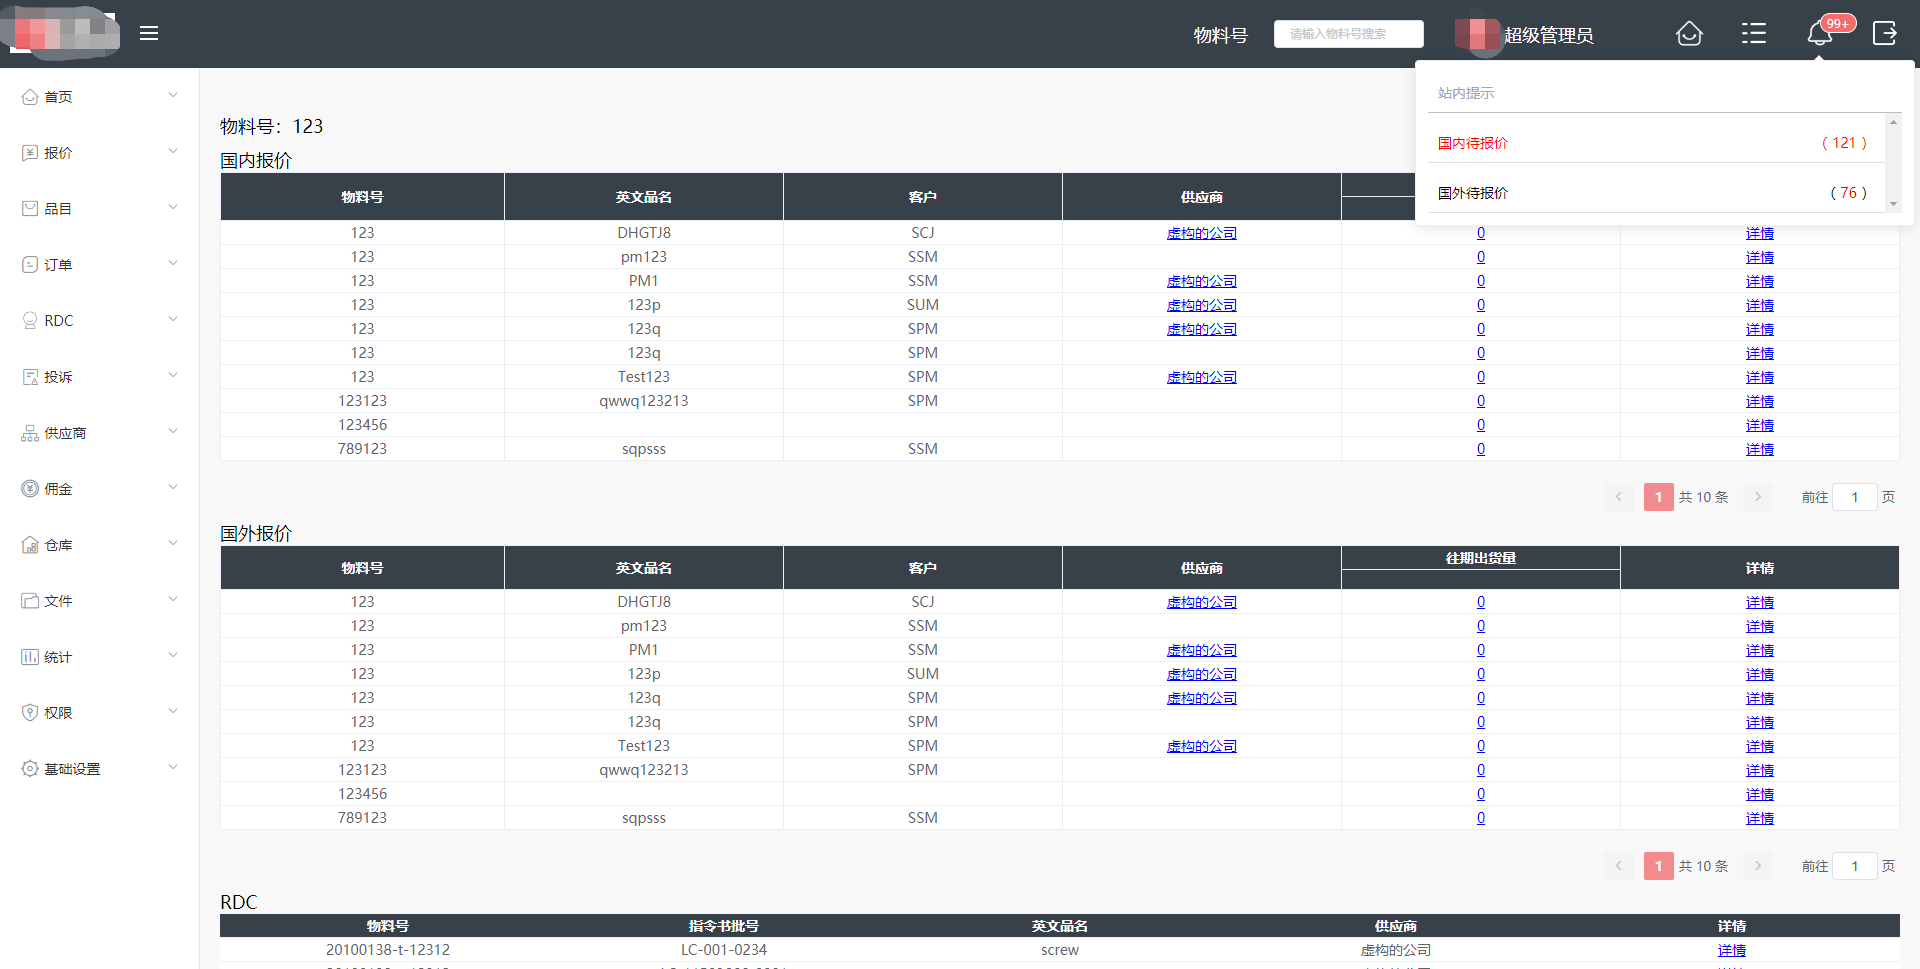 物料号 请输入物料号搜索 超级管理员 99+
站内提示
国内待报价 ( 121 )
国外待报价 ( 76 )
首页
报价
品目
订单
RDC
投诉
供应商
佣金
仓库
文件
统计
权限
基础设置
物料号：123
国内报价
物料号 英文品名 客户 供应商
123 DHGTJ8 SCJ 虚构的公司 0 详情
123 pm123 SSM 0 详情
123 PM1 SSM 虚构的公司 0 详情
123 123p SUM 虚构的公司 0 详情
123 123q SPM 虚构的公司 0 详情
123 123q SPM 0 详情
123 Test123 SPM 虚构的公司 0 详情
123123 qwwq123213 SPM 0 详情
123456 0 详情
789123 sqpsss SSM 0 详情
1 共 10 条 前往 1 页
国外报价
物料号 英文品名 客户 供应商 往期出货量 详情
123 DHGTJ8 SCJ 虚构的公司 0 详情
123 pm123 SSM 0 详情
123 PM1 SSM 虚构的公司 0 详情
123 123p SUM 虚构的公司 0 详情
123 123q SPM 虚构的公司 0 详情
123 123q SPM 0 详情
123 Test123 SPM 虚构的公司 0 详情
123123 qwwq123213 SPM 0 详情
123456 0 详情
789123 sqpsss SSM 0 详情
1 共 10 条 前往 1 页
RDC
物料号 指令书批号 英文品名 供应商 详情
20100138-t-12312 LC-001-0234 screw 虚构的公司 详情